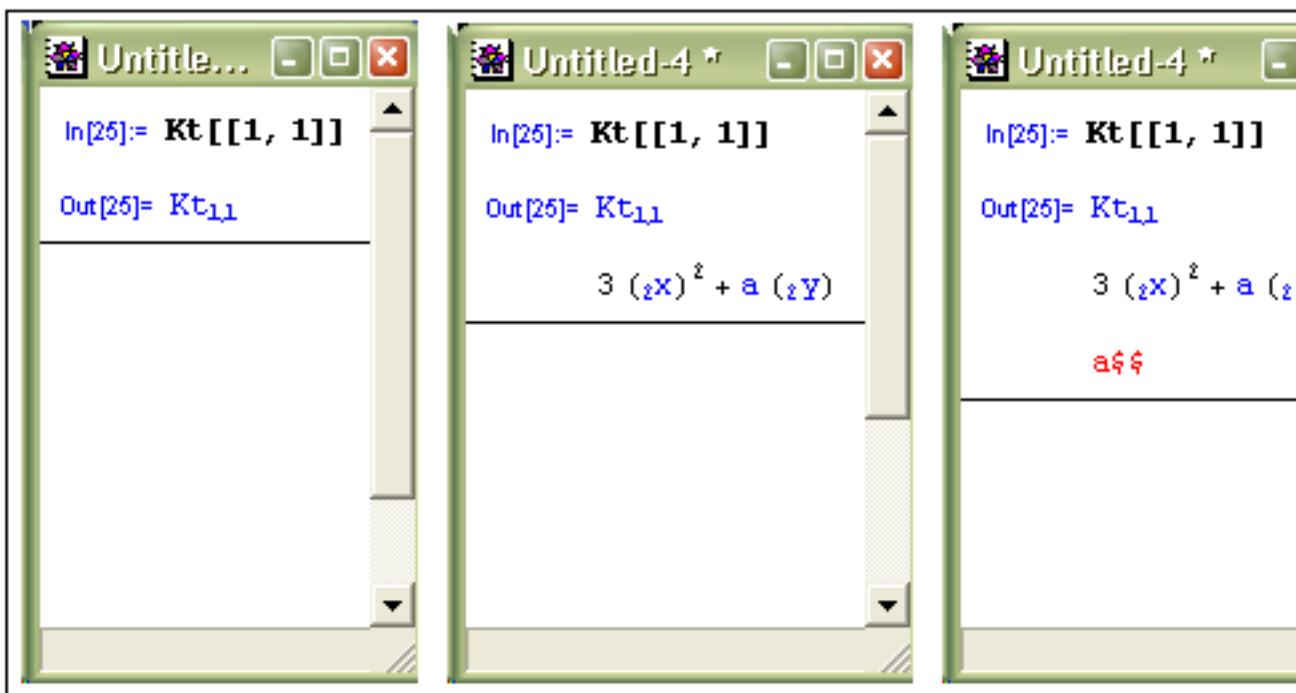 Untitle...
In[25]:= Kt[[1, 1]]
Out[25]= Kt₁,₁
Untitled-4 *
In[25]:= Kt[[1, 1]]
Out[25]= Kt₁,₁
3 (₂x)² + a (₂y)
Untitled-4 *
In[25]:= Kt[[1, 1]]
Out[25]= Kt₁,₁
3 (₂x)² + a (₂
a$$